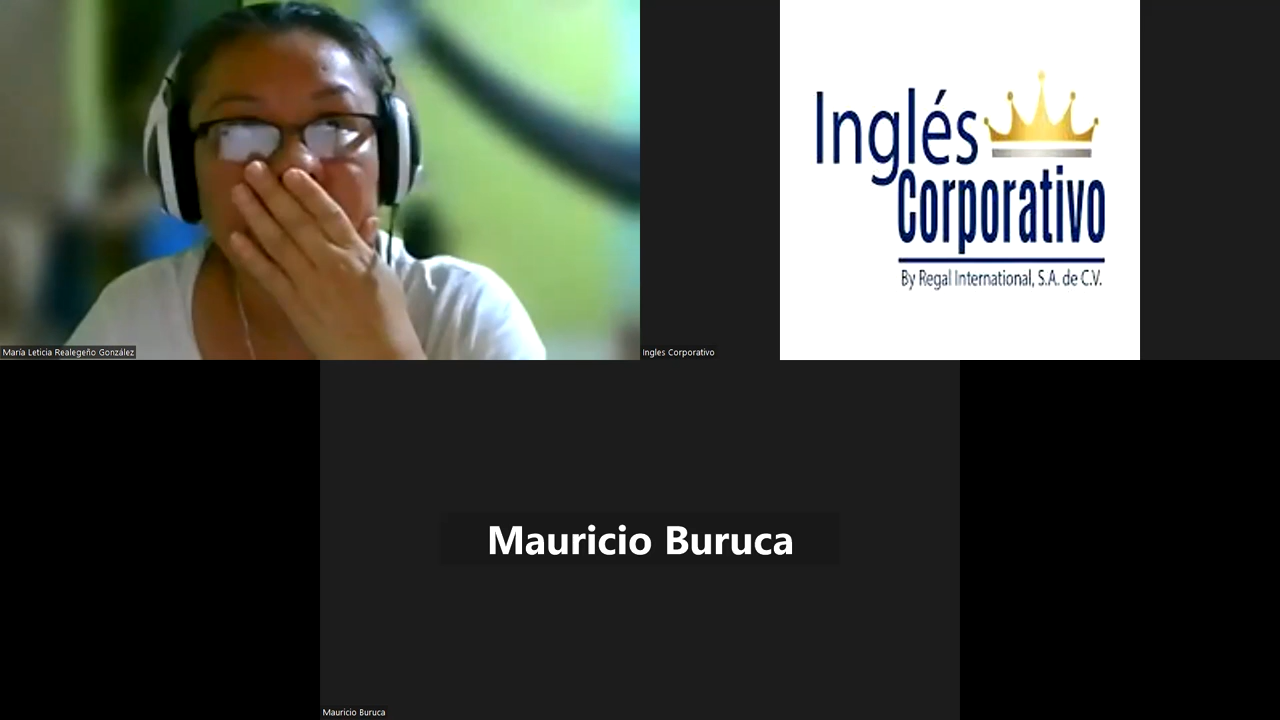 Inglés
Corporativo
By Regal International, S.A. de C.V.
María Leticia Realegeño González
Ingles Corporativo
Mauricio Buruca
Mauricio Buruca